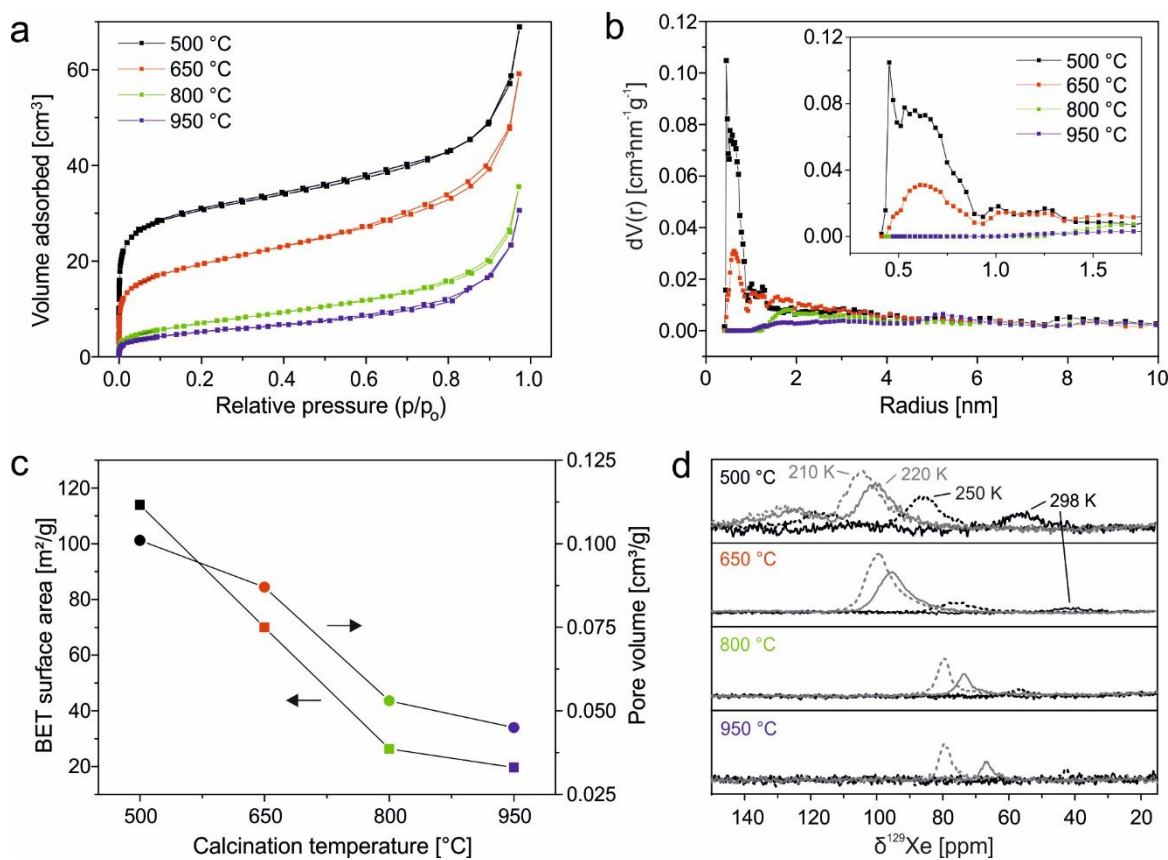 a
500 °C
650 °C
800 °C
950 °C
Volume adsorbed [cm³]
60
40
20
0
0.0 0.2 0.4 0.6 0.8 1.0
Relative pressure (p/pₒ)
b
dV(r) [cm³nm⁻¹g⁻¹]
0.12
0.10
0.08
0.06
0.04
0.02
0.00
0 2 4 6 8 10
Radius [nm]
0.12
0.08
0.04
0.00
0.5 1.0 1.5
500 °C
650 °C
800 °C
950 °C
c
BET surface area [m²/g]
120
100
80
60
40
20
500 650 800 950
Calcination temperature [°C]
0.125
0.100
0.075
0.050
0.025
Pore volume [cm³/g]
d
500 °C
210 K
220 K
250 K
298 K
650 °C
800 °C
950 °C
140 120 100 80 60 40 20
δ¹²⁹Xe [ppm]